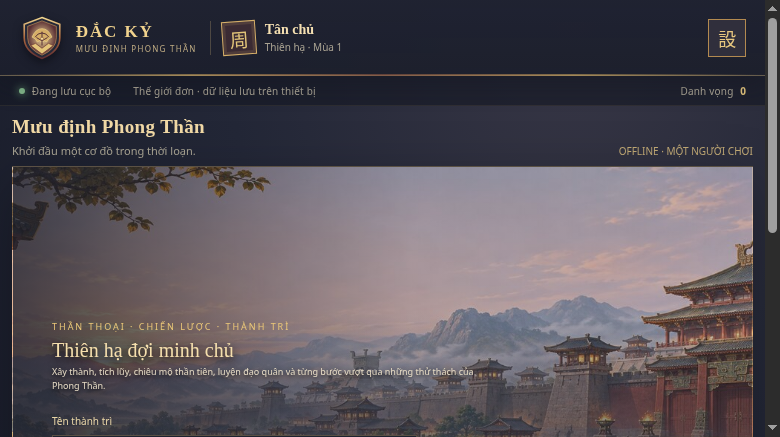 ĐẮC KỶ
MƯU ĐỊNH PHONG THẦN
周
Tân chủ
Thiên hạ · Mùa 1
設
Đang lưu cục bộ
Thế giới đơn · dữ liệu lưu trên thiết bị
Danh vọng 0
Mưu định Phong Thần
Khởi đầu một cơ đồ trong thời loạn.
OFFLINE · MỘT NGƯỜI CHƠI
THẦN THOẠI · CHIẾN LƯỢC · THÀNH TRÌ
Thiên hạ đợi minh chủ
Xây thành, tích lũy, chiêu mộ thần tiên, luyện đạo quân và từng bước vượt qua những thử thách của
Phong Thần.
Tên thành trì